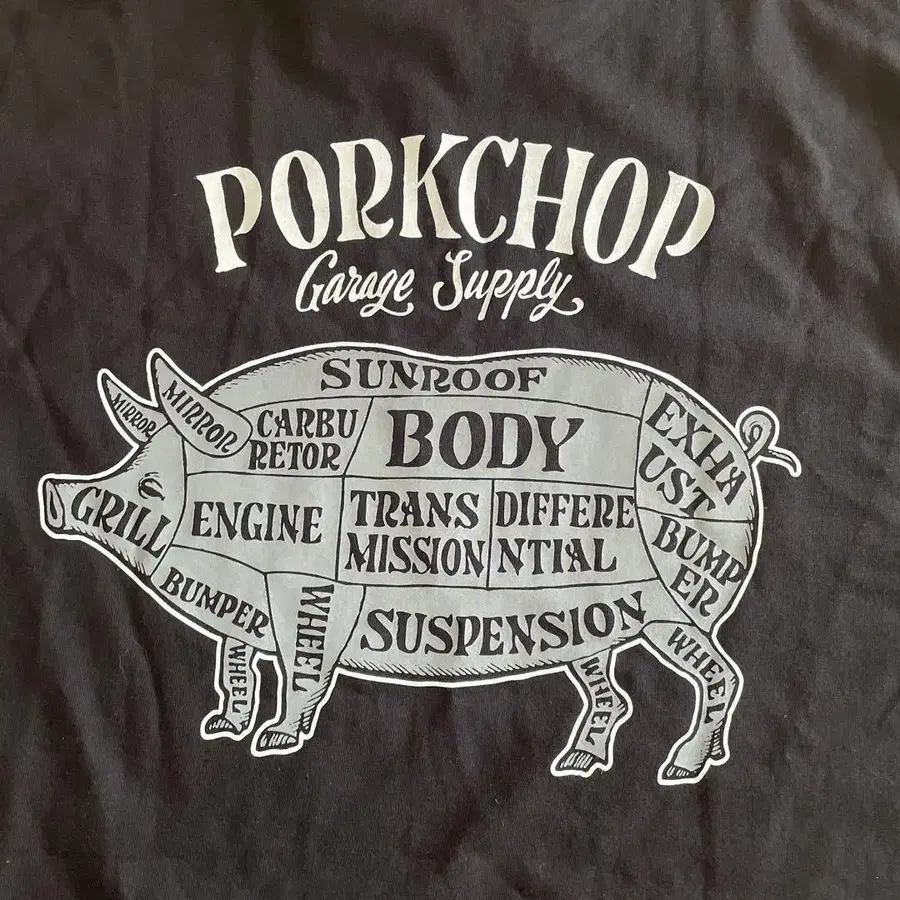 PORKCHOP
Garage Supply
SUNROOF
MIRROR
MIRROR
CARBU
RETOR
BODY
EXHA
UST
GRILL
ENGINE
TRANS
MISSION
DIFFERE
NTIAL
BUMP
ER
BUMPER
WHEEL
SUSPENSION
WHEEL
WHEEL
WHEEL